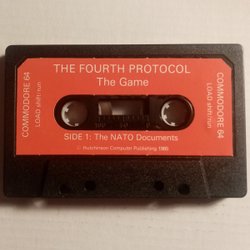 THE FOURTH PROTOCOL
The Game
COMMODORE 64
LOAD shift/run
COMMODORE 64
LOAD shift/run
SIDE 1: The NATO Documents
© Hutchinson Computer Publishing 1985